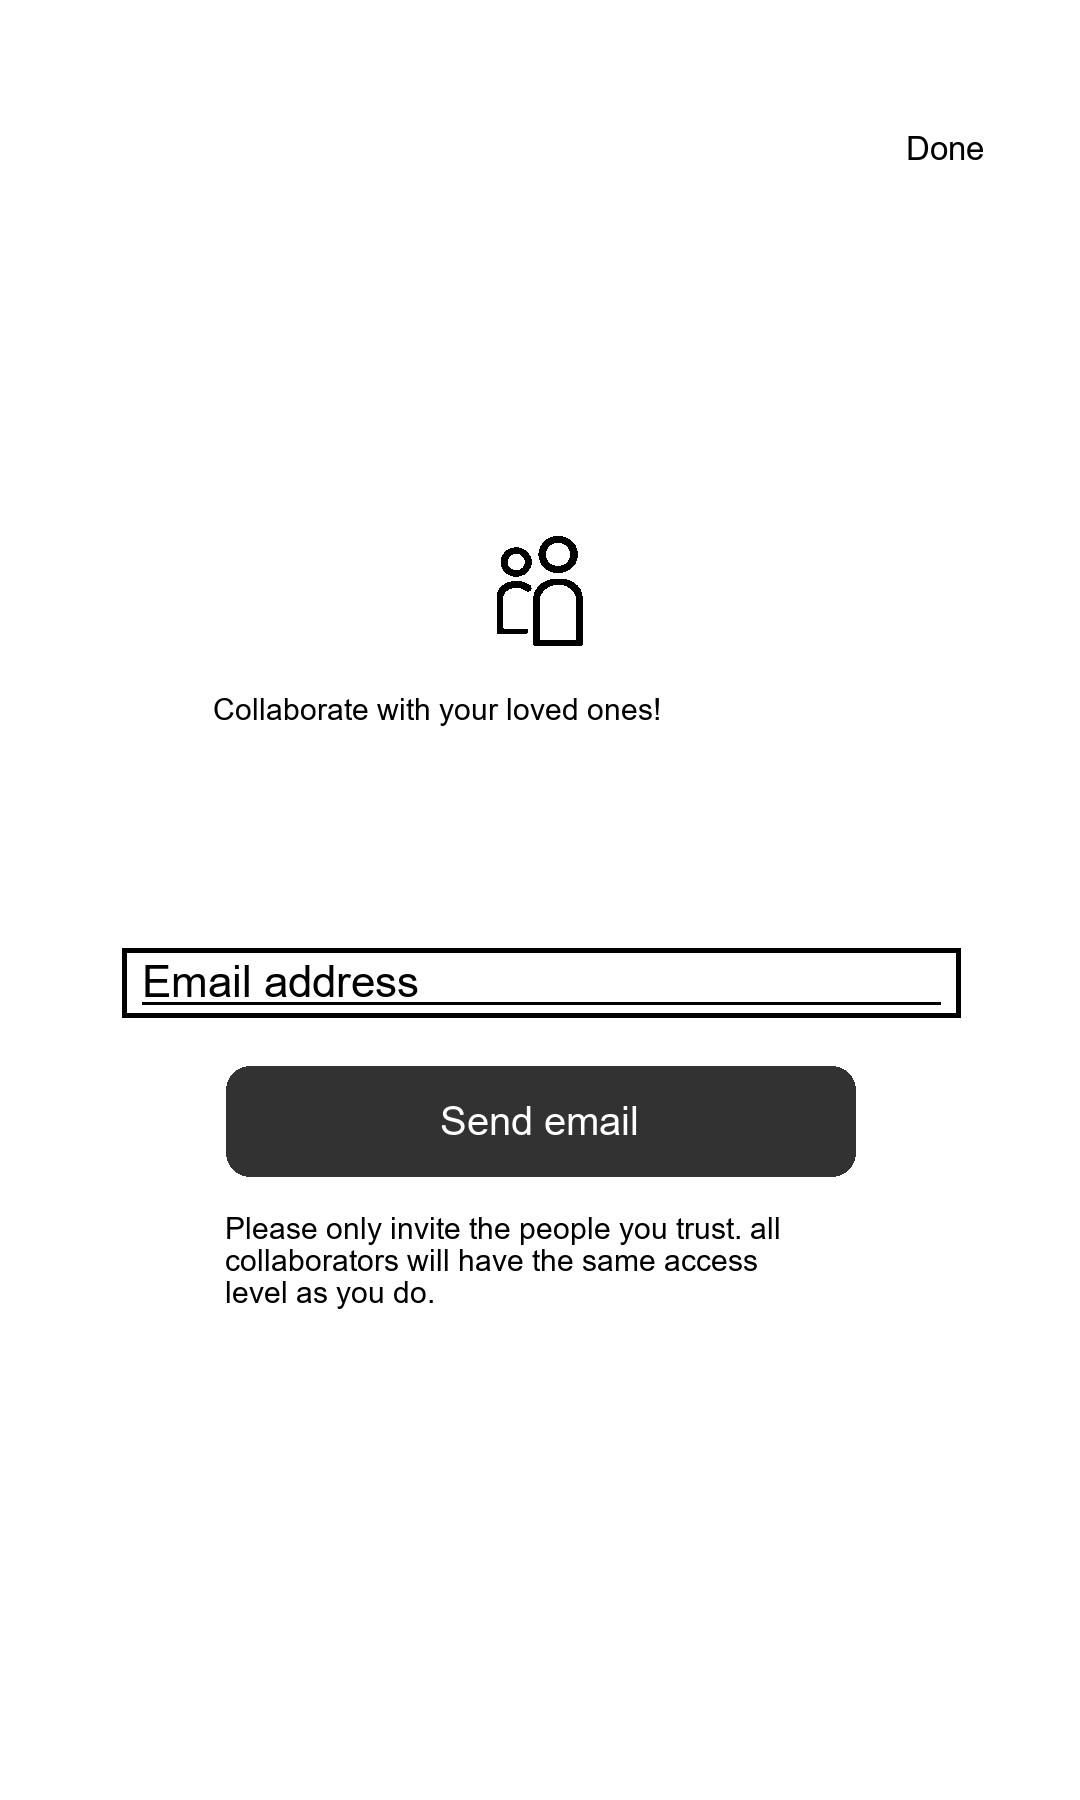 Done
Collaborate with your loved ones!
Email address
Send email
Please only invite the people you trust. all
collaborators will have the same access
level as you do.